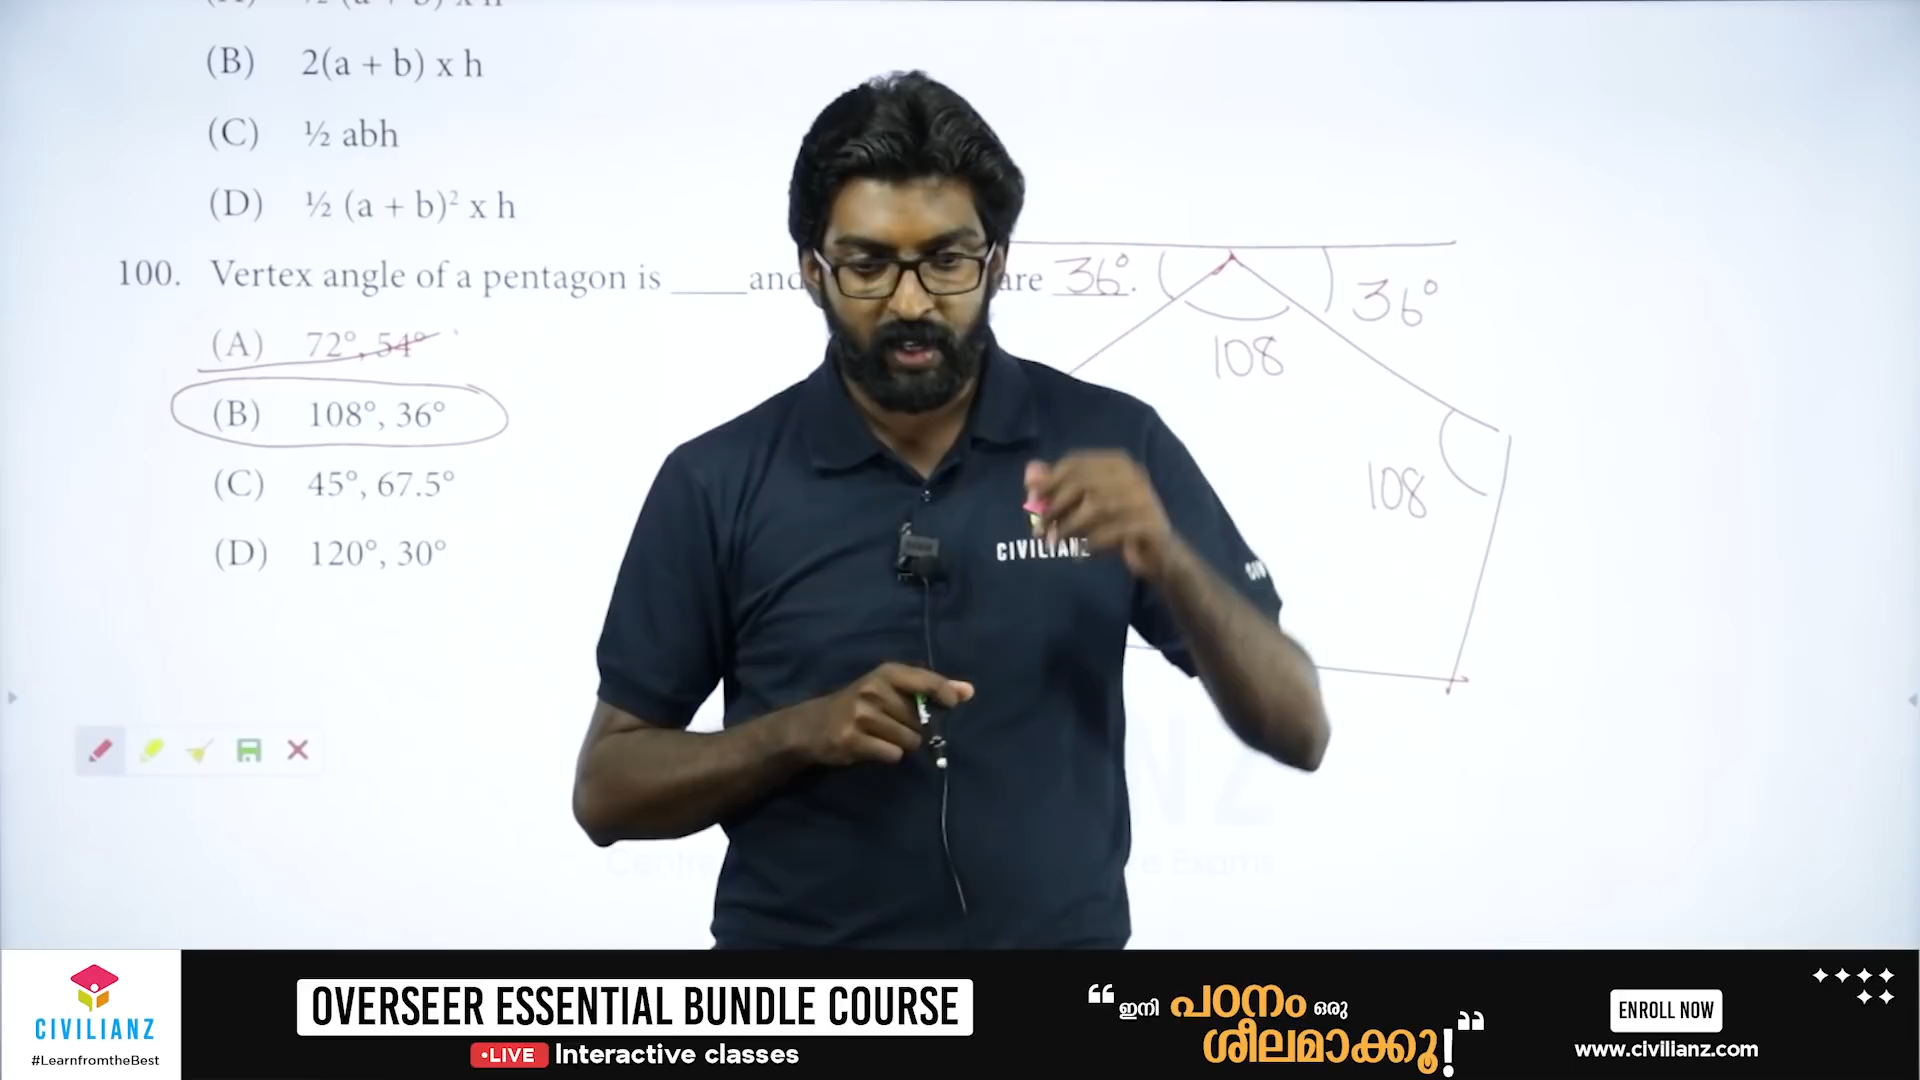 (B) 2(a + b) x h
(C) ½ abh
(D) ½ (a + b)² x h
100. Vertex angle of a pentagon is ____and are 36°.
(A) 72°, 54°
(B) 108°, 36°
(C) 45°, 67.5°
(D) 120°, 30°
36°
108
108
CIVILIANZ
CIVILIANZ
#LearnfromtheBest
OVERSEER ESSENTIAL BUNDLE COURSE
•LIVE Interactive classes
“ഇനി പഠനം ഒരു
ശീലമാക്കൂ!”
ENROLL NOW
www.civilianz.com